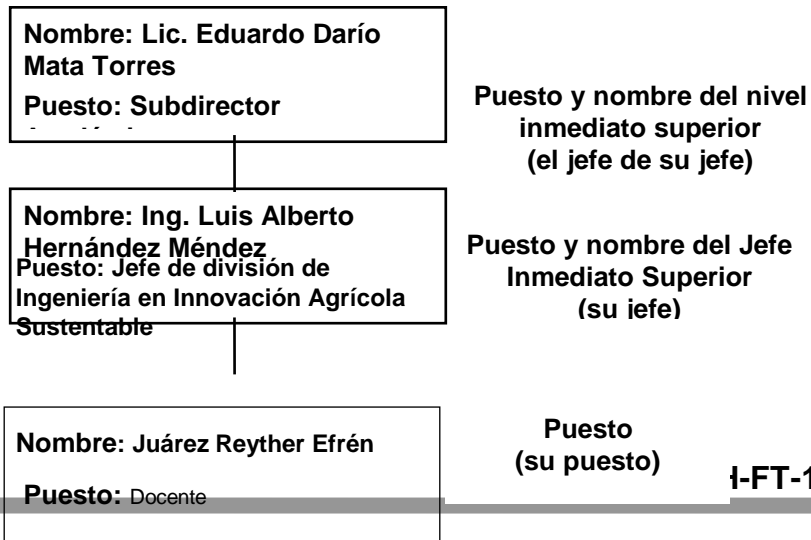 Nombre: Lic. Eduardo Darío
Mata Torres
Puesto: Subdirector
Puesto y nombre del nivel
inmediato superior
(el jefe de su jefe)
Nombre: Ing. Luis Alberto
Hernández Méndez
Puesto: Jefe de división de
Ingeniería en Innovación Agrícola
Sustentable
Puesto y nombre del Jefe
Inmediato Superior
(su jefe)
Nombre: Juárez Reyther Efrén
Puesto: Docente
Puesto
(su puesto)